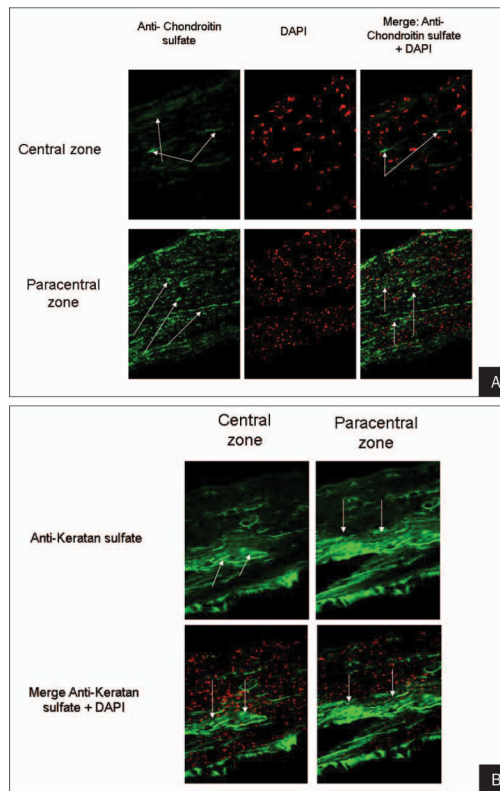 Anti- Chondroitin
sulfate
DAPI
Merge: Anti-
Chondroitin sulfate
+ DAPI
Central zone
Paracentral
zone
A
Central
zone
Paracentral
zone
Anti-Keratan sulfate
Merge Anti-Keratan
sulfate + DAPI
B